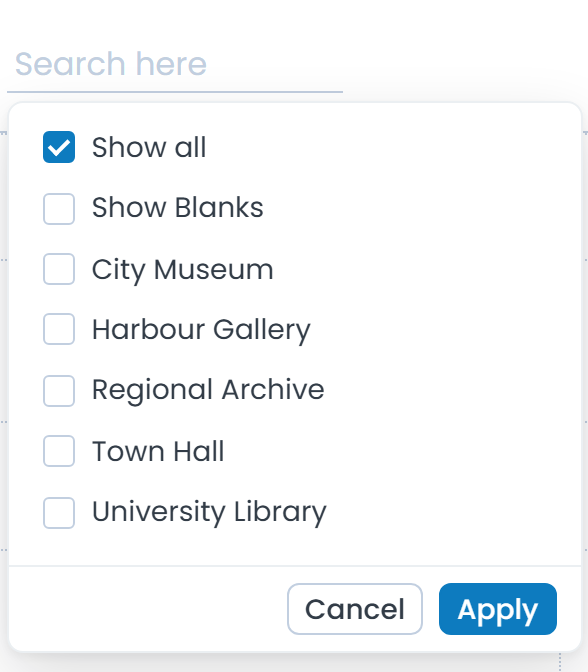 Search here
Show all
Show Blanks
City Museum
Harbour Gallery
Regional Archive
Town Hall
University Library
Cancel Apply